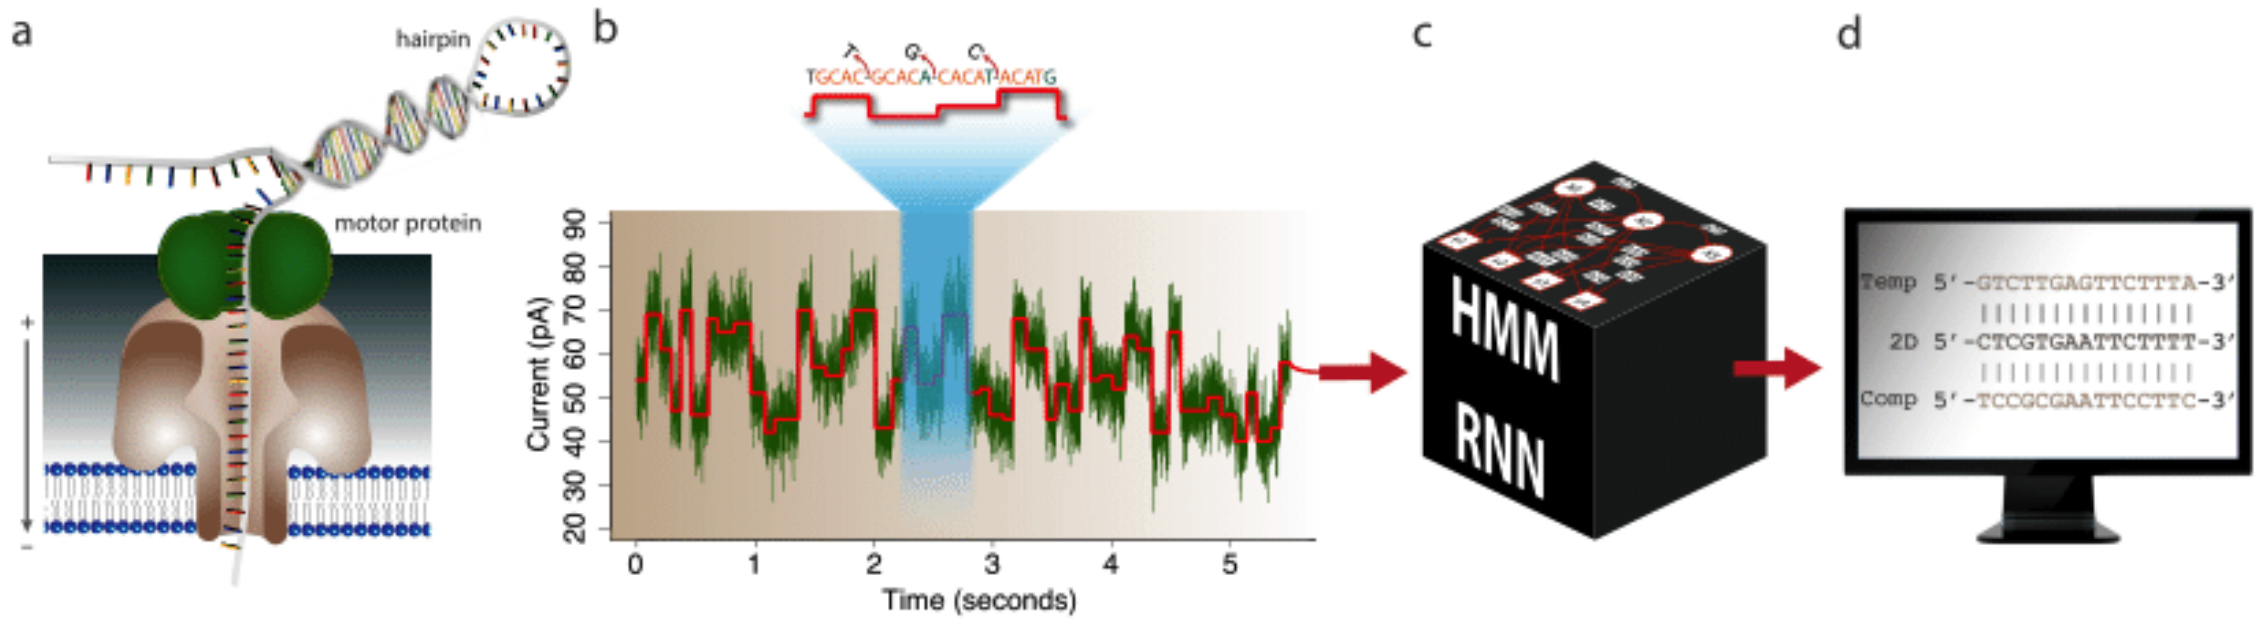 a
hairpin
motor protein
+
–
b
T G C
TGCAC-GCACA-CACAT-ACATG
Current (pA)
90
80
70
60
50
40
30
20
0 1 2 3 4 5
Time (seconds)
c
HMM
RNN
d
Temp 5'-GTCTTGAGTTCTTTA-3'
2D 5'-CTCGTGAATTCTTTT-3'
Comp 5'-TCCGCGAATTCCTTC-3'